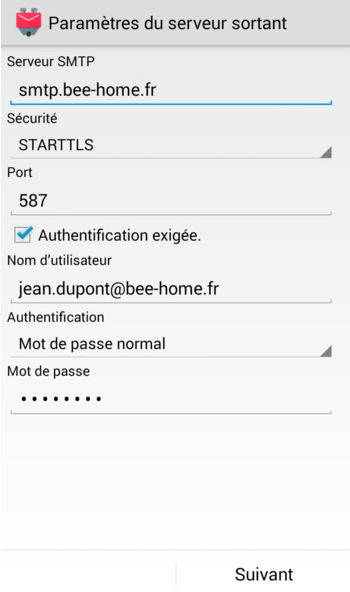 Paramètres du serveur sortant
Serveur SMTP
smtp.bee-home.fr
Sécurité
STARTTLS
Port
587
Authentification exigée.
Nom d'utilisateur
jean.dupont@bee-home.fr
Authentification
Mot de passe normal
Mot de passe
••••••••
Suivant